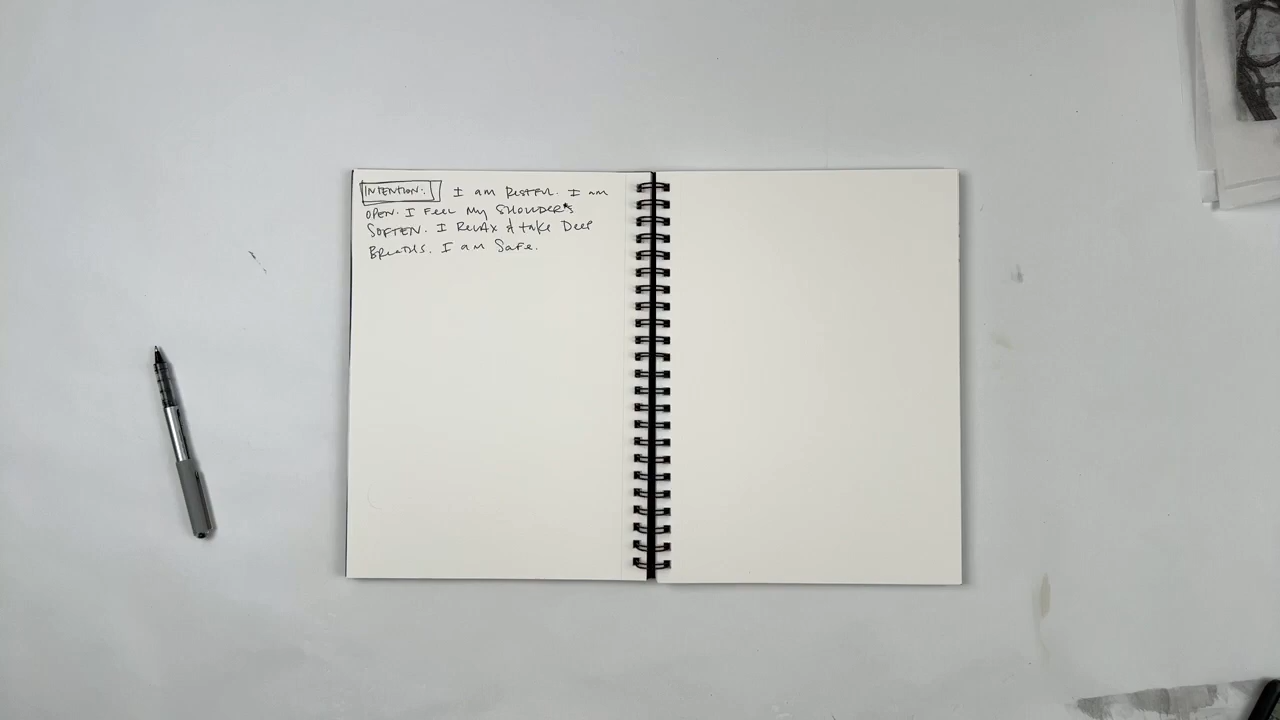 INTENTION: I am RESTFUL. I am
OPEN. I FEEL MY SHOULDERS
SOFTEN. I RELAX & take DEEP
BREATHS. I am SAFE.